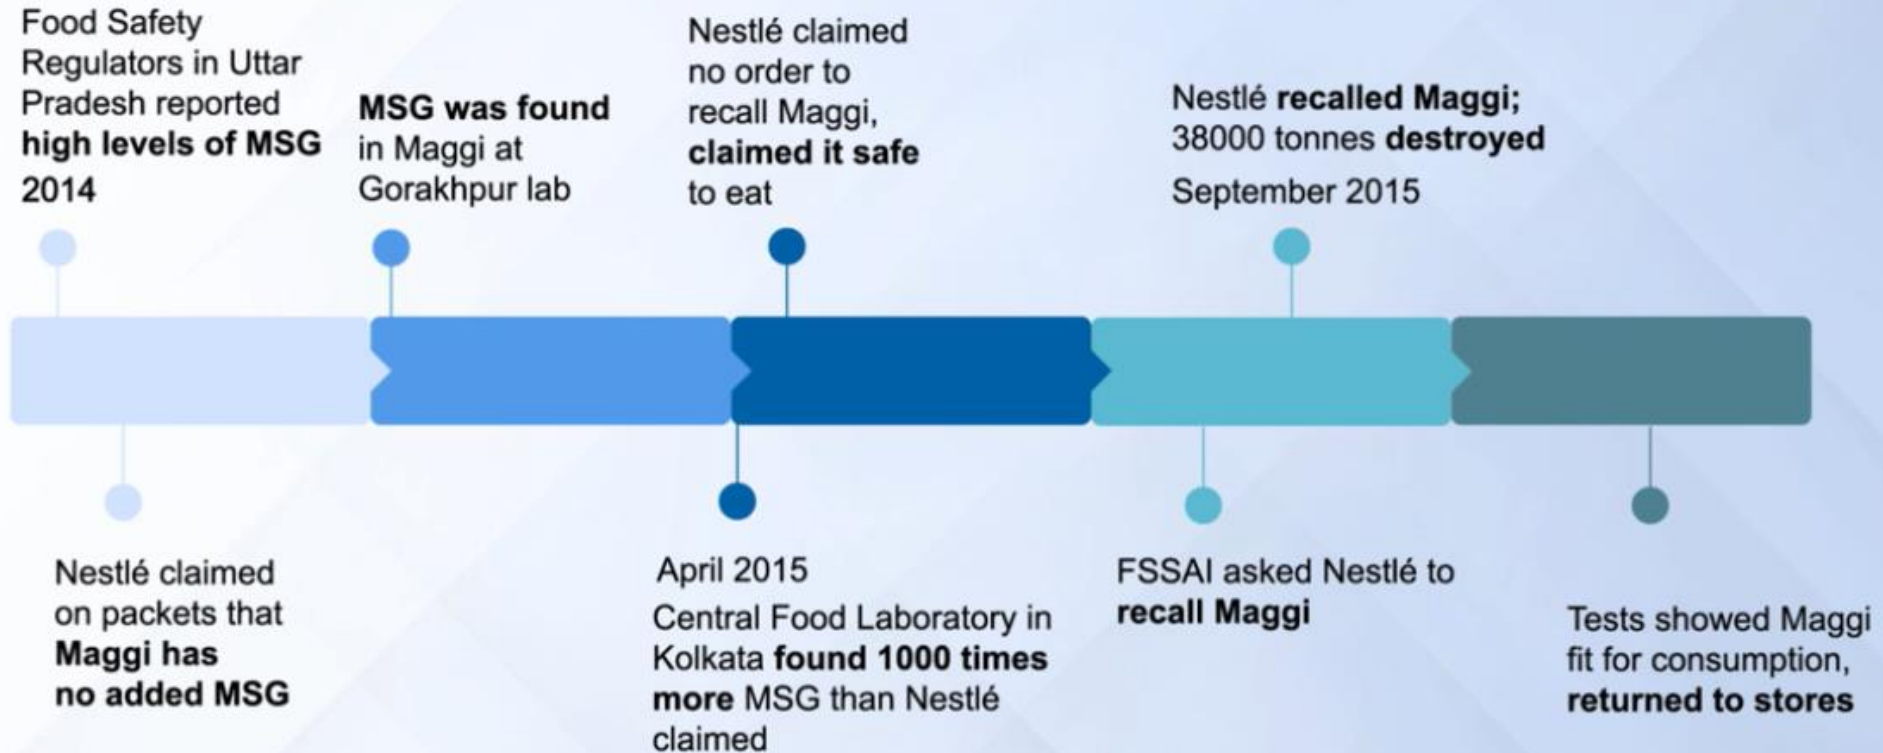 Food Safety
Regulators in Uttar
Pradesh reported
high levels of MSG
2014
Nestlé claimed
on packets that
Maggi has
no added MSG
MSG was found
in Maggi at
Gorakhpur lab
April 2015
Central Food Laboratory in
Kolkata found 1000 times
more MSG than Nestlé
claimed
Nestlé claimed
no order to
recall Maggi,
claimed it safe
to eat
FSSAI asked Nestlé to
recall Maggi
Nestlé recalled Maggi;
38000 tonnes destroyed
September 2015
Tests showed Maggi
fit for consumption,
returned to stores